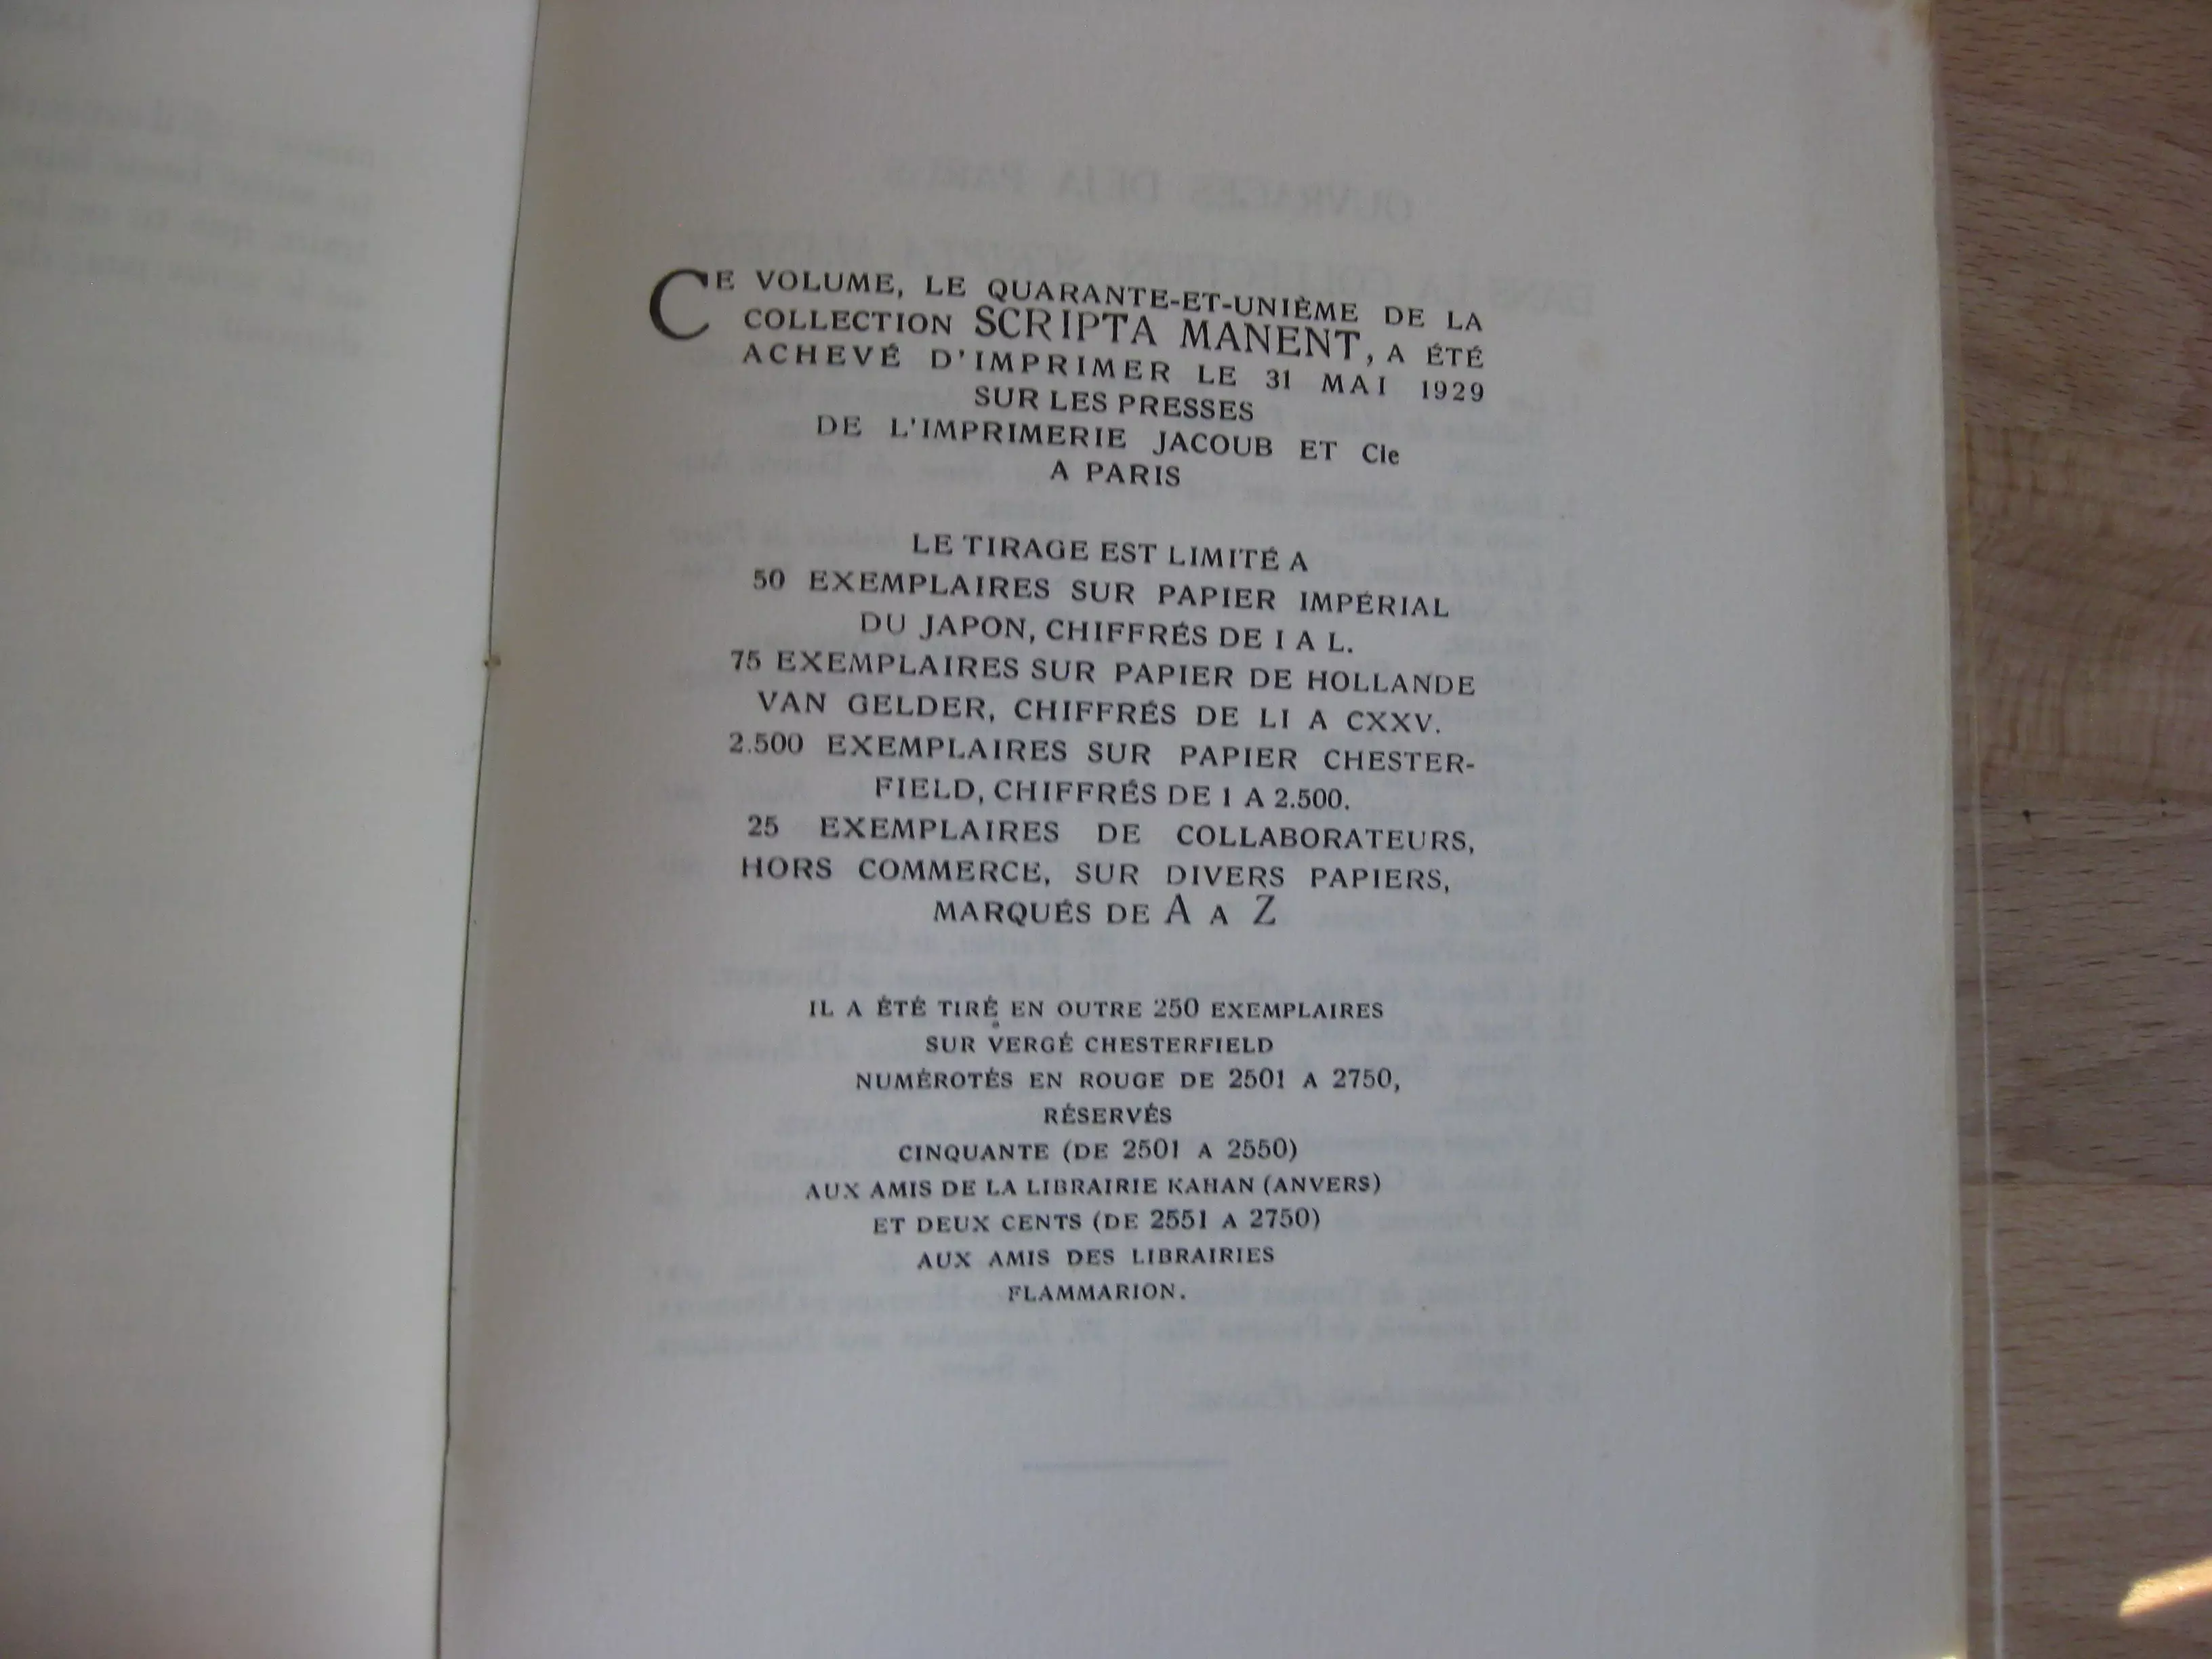 CE VOLUME, LE QUARANTE-ET-UNIÈME DE LA
COLLECTION SCRIPTA MANENT, A ÉTÉ
ACHEVÉ D'IMPRIMER LE 31 MAI 1929
SUR LES PRESSES
DE L'IMPRIMERIE JACOUB ET Cie
A PARIS
LE TIRAGE EST LIMITÉ A
50 EXEMPLAIRES SUR PAPIER IMPÉRIAL
DU JAPON, CHIFFRÉS DE I A L.
75 EXEMPLAIRES SUR PAPIER DE HOLLANDE
VAN GELDER, CHIFFRÉS DE LI A CXXV.
2.500 EXEMPLAIRES SUR PAPIER CHESTER-
FIELD, CHIFFRÉS DE 1 A 2.500.
25 EXEMPLAIRES DE COLLABORATEURS,
HORS COMMERCE, SUR DIVERS PAPIERS,
MARQUÉS DE A A Z
IL A ÉTÉ TIRÉ EN OUTRE 250 EXEMPLAIRES
SUR VERGÉ CHESTERFIELD
NUMÉROTÉS EN ROUGE DE 2501 A 2750,
RÉSERVÉS
CINQUANTE (DE 2501 A 2550)
AUX AMIS DE LA LIBRAIRIE KAHAN (ANVERS)
ET DEUX CENTS (DE 2551 A 2750)
AUX AMIS DES LIBRAIRIES
FLAMMARION.